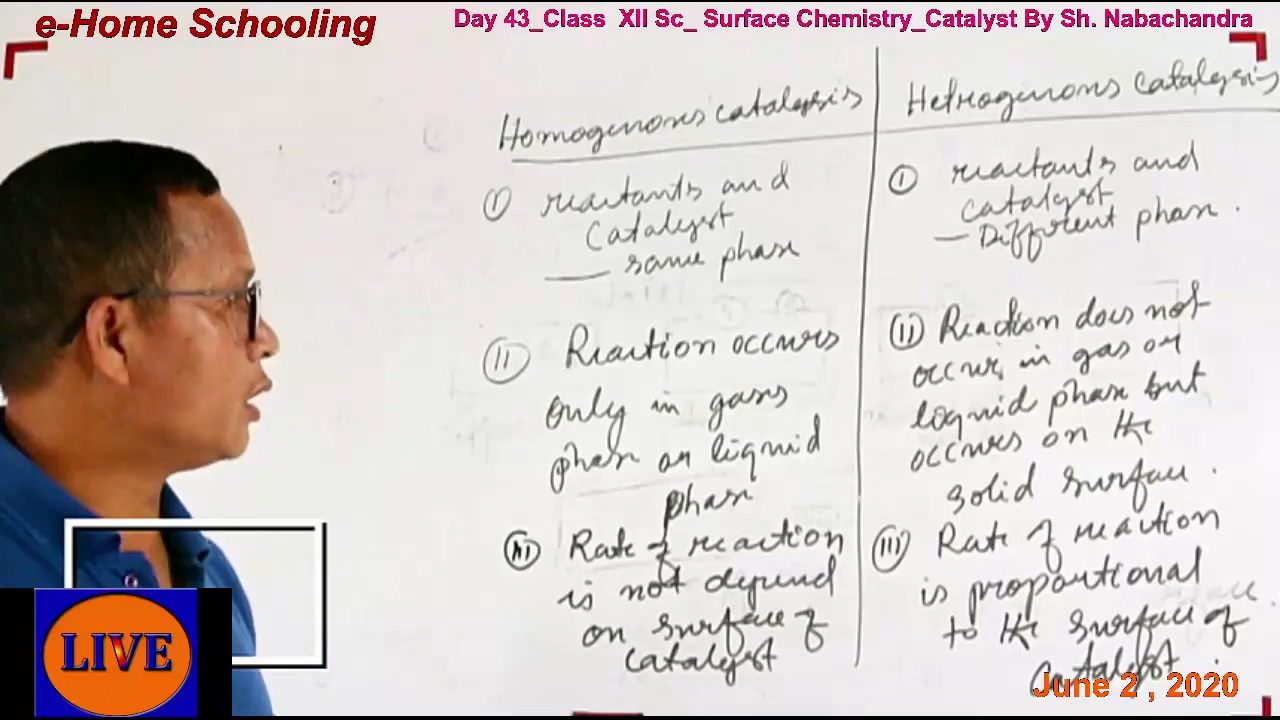 e-Home Schooling
Day 43_Class XII Sc_ Surface Chemistry_Catalyst By Sh. Nabachandra
Homogenous catalysis
(i) reactants and
catalyst
— same phase
(ii) Reaction occurs
only in gases
phase or liquid
phase
(iii) Rate of reaction
is not depend
on surface of
catalyst
Hetrogenous catalysis
(i) reactants and
catalyst
— Different phase.
(ii) Reaction does not
occur, in gas or
loqnid phase but
occurs on the
solid surface.
(iii) Rate of reaction
is proportional
to the surface of
catalyst.
LIVE
June 2 , 2020